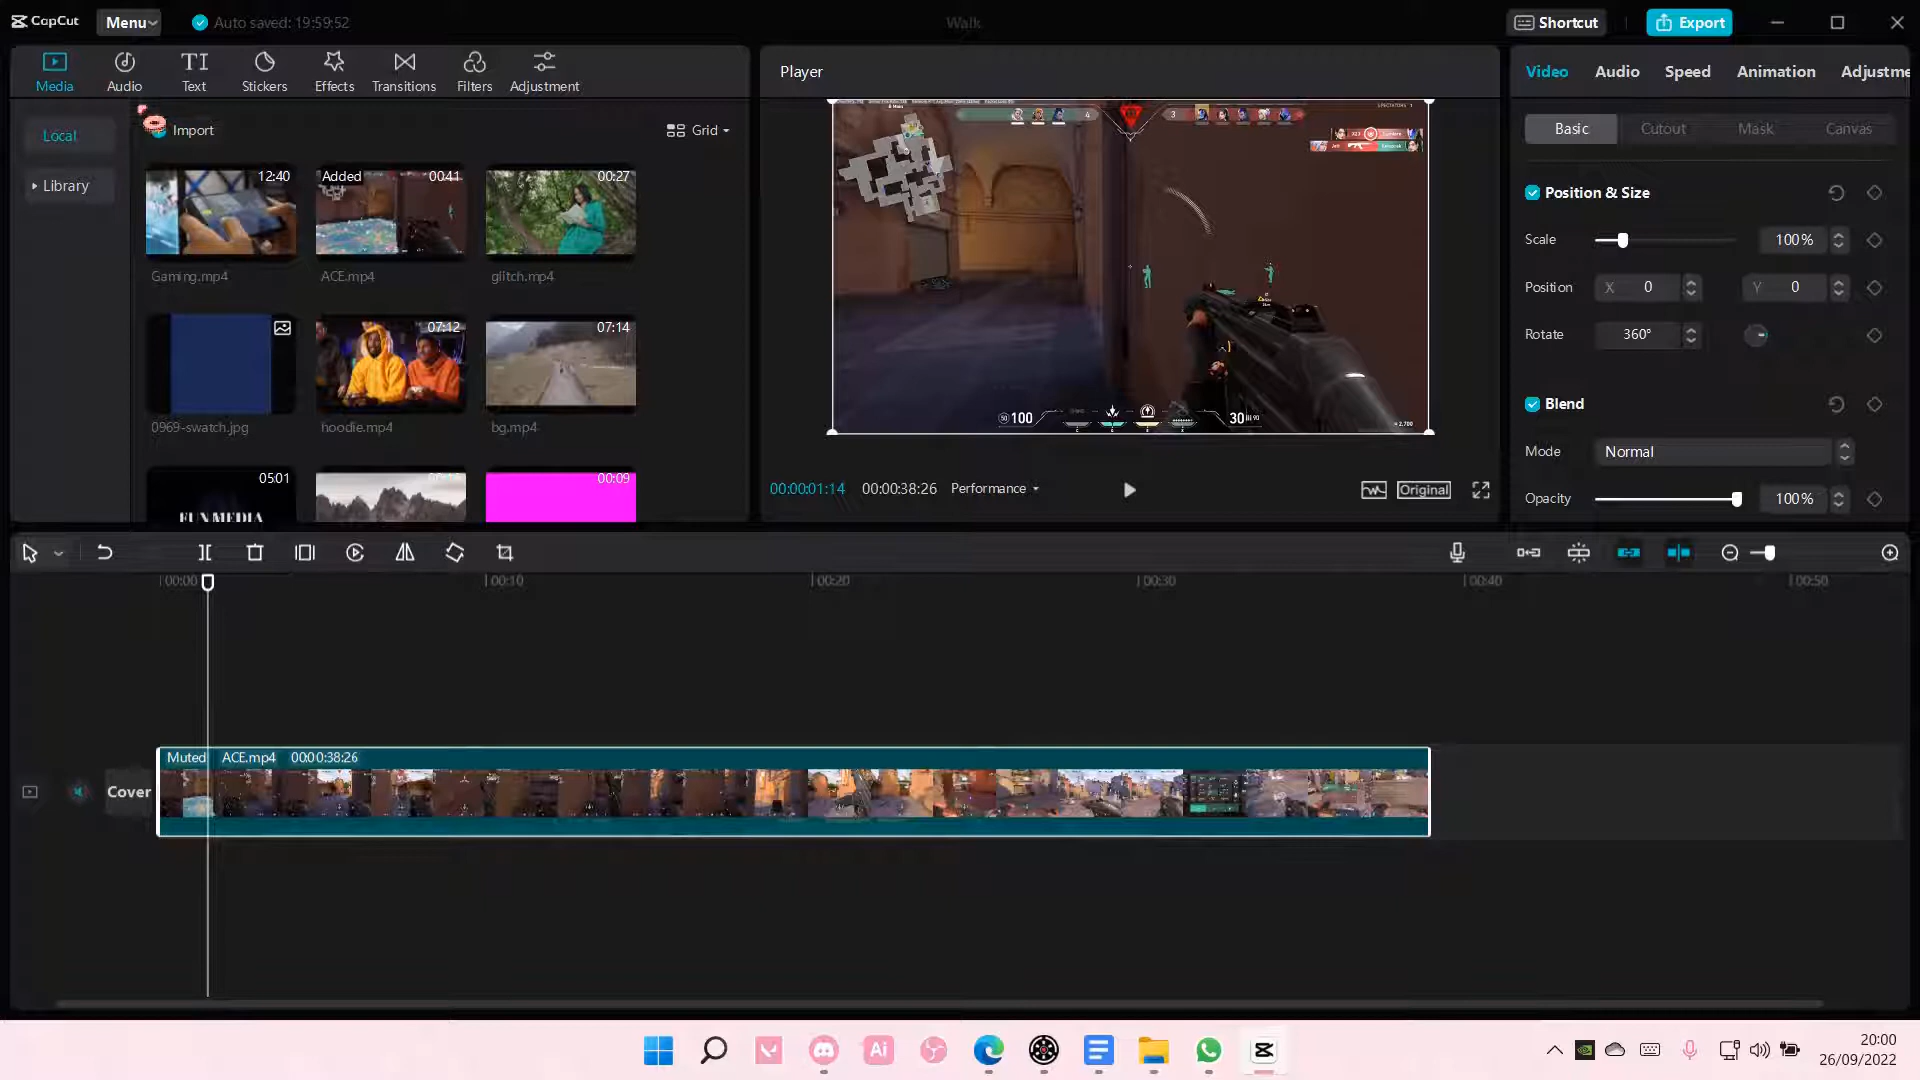 CapCut Menu Auto saved: 19:59:52 Walk Shortcut Export
Media Audio Text Stickers Effects Transitions Filters Adjustment
Player
Video Audio Speed Animation Adjustme
Local
Library
Import Grid
Basic Cutout Mask Canvas
12:40 Added 00:41 00:27
Gaming.mp4 ACE.mp4 glitch.mp4
07:12 07:14
0969-swatch.jpg hoodie.mp4 bg.mp4
05:01 00:09
FUN MEDIA
4 3
100 30
Position & Size
Scale 100%
Position X 0 Y 0
Rotate 360°
Blend
Mode Normal
Opacity 100%
00:00:01:14 00:00:38:26 Performance Original
00:00 00:10 00:20 00:30 00:40 00:50
Muted ACE.mp4 00:00:38:26
Cover
Ai
20:00
26/09/2022